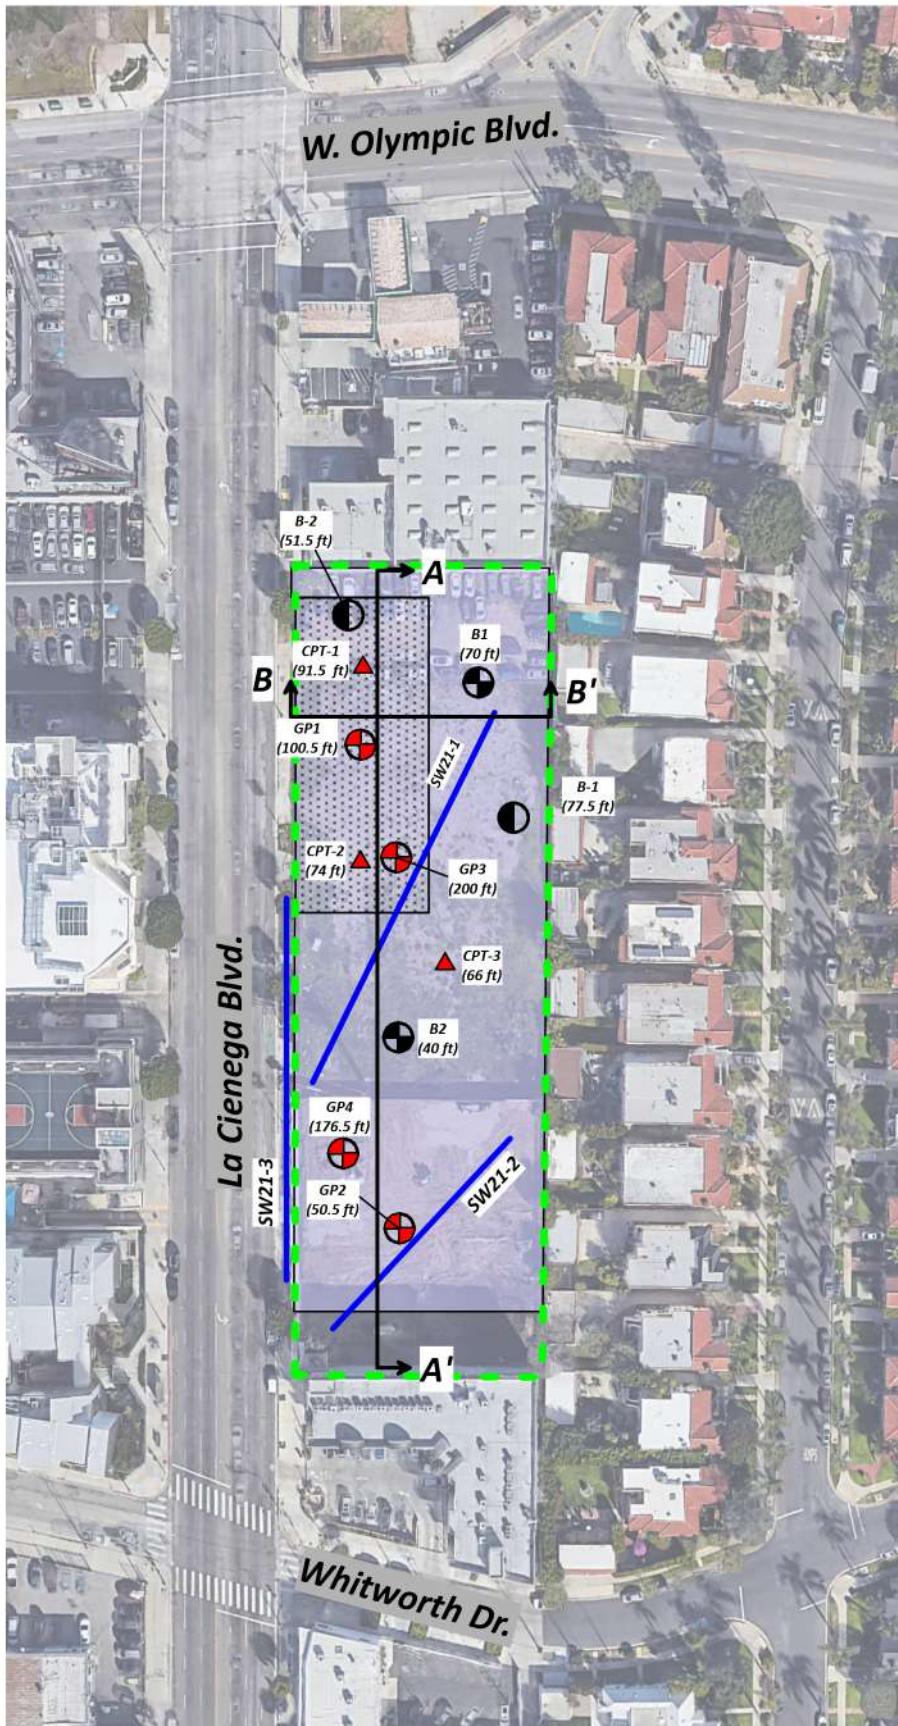 W. Olympic Blvd.
B-2
(51.5 ft)
A
CPT-1
(91.5 ft)
B1
(70 ft)
B
B'
GP1
(100.5 ft)
SW21-1
B-1
(77.5 ft)
CPT-2
(74 ft)
GP3
(200 ft)
La Cienega Blvd.
CPT-3
(66 ft)
B2
(40 ft)
GP4
(176.5 ft)
SW21-3
GP2
(50.5 ft)
SW21-2
A'
Whitworth Dr.